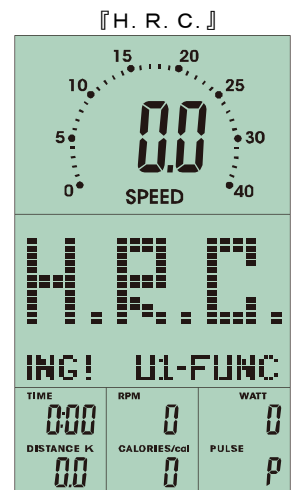 『H. R. C.』
15 20
10 25
5 0.0 30
0 SPEED 40
H.R.C.
ING! U1-FUNC
TIME RPM WATT
0:00 0 0
DISTANCE K CALORIES/cal PULSE
0.0 0 P